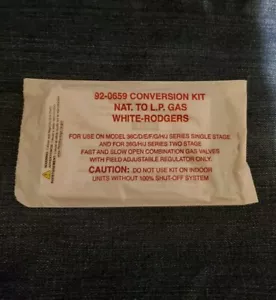 92-0659 CONVERSION KIT
NAT. TO L.P. GAS
WHITE-RODGERS
FOR USE ON MODEL 36C/D/E/F/G/HU SERIES SINGLE STAGE
AND FOR 36G/HU SERIES TWO STAGE
FAST AND SLOW OPEN COMBINATION GAS VALVES
WITH FIELD ADJUSTABLE REGULATOR ONLY.
CAUTION: DO NOT USE KIT ON INDOOR
UNITS WITHOUT 100% SHUT-OFF SYSTEM